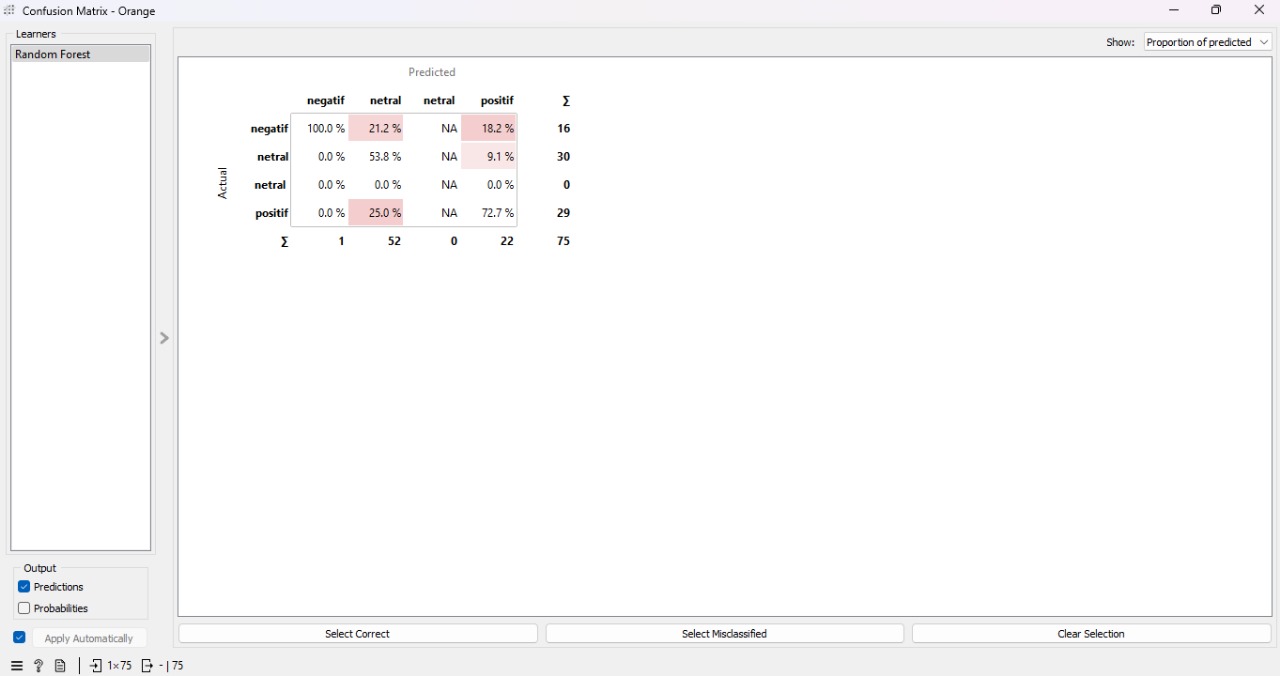 Confusion Matrix - Orange
Learners
Random Forest
Show: Proportion of predicted
Predicted
negatif netral netral positif Σ
negatif 100.0 % 21.2 % NA 18.2 % 16
netral 0.0 % 53.8 % NA 9.1 % 30
netral 0.0 % 0.0 % NA 0.0 % 0
positif 0.0 % 25.0 % NA 72.7 % 29
Σ 1 52 0 22 75
Actual
Output
Predictions
Probabilities
Apply Automatically
Select Correct Select Misclassified Clear Selection
? 1×75 - | 75